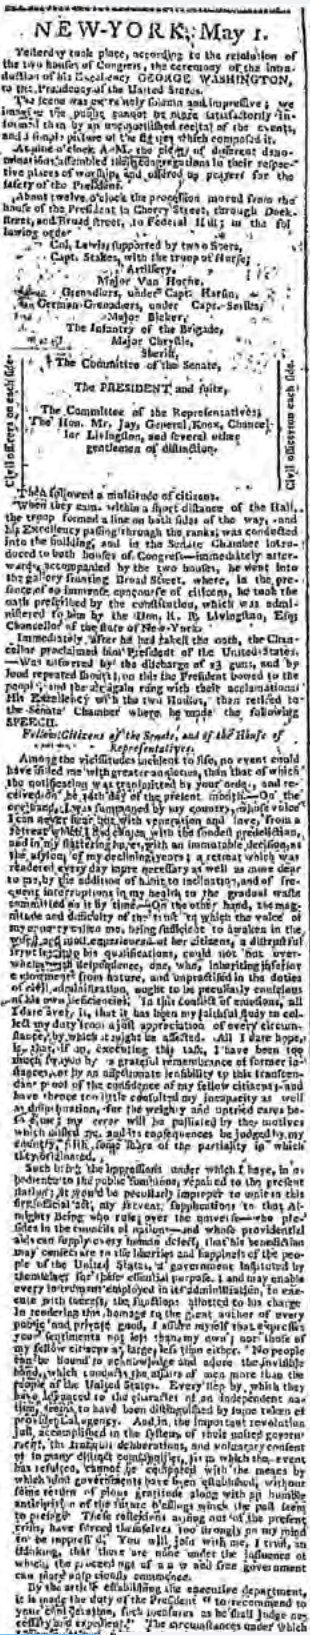 NEW-YORK, May 1.
Yesterday took place, according to the resolution of
the two houses of Congress, the ceremony of the intro-
duction of his Excellency GEORGE WASHINGTON,
to the Presidency of the United States.
The scene was extremely solemn and impressive; we
imagine the public cannot be more satisfactorily in-
formed than by an unembellished recital of the events,
and a simple picture of the figures which composed it.
At nine o'clock A.M. the clergy of different deno-
minations assembled their congregations in their respec-
tive places of worship, and offered up prayers for the
safety of the President.
About twelve o'clock the procession moved from the
house of the President in Cherry Street, through Dock-
street, and Broad street, to Federal Hall; in the fol
lowing order
Col. Lewis, supported by two officers,
Capt. Stakes, with the troop of Horse;
Artillery,
Major Van Horne,
Grenadiers, under Capt. Harsin,
German Grenadiers, under Capt. Scriba,
Major Bicker,
The Infantry of the Brigade,
Major Chrystie,
Sheriff,
The Committee of the Senate,
Civil officers on each side.
The PRESIDENT and suite,
Civil officers on each side.
The Committee of the Representatives;
The Hon. Mr. Jay, General Knox, Chancel-
lor Livingston, and several other
gentlemen of distinction.
Then followed a multitude of citizens.
When they came within a short distance of the Hall,
the troop formed a line on both sides of the way, and
his Excellency passing through the ranks, was conducted
into the building, and in the Senate Chamber intro-
duced to both houses of Congress—immediately after-
wards, accompanied by the two houses, he went into
the gallery fronting Broad Street, where, in the pre-
sence of an immense concourse of citizens, he took the
oath prescribed by the constitution, which was admi-
nistered to him by the Hon. R. R. Livingston, Esq;
Chancellor of the state of New-York.
Immediately after he had taken the oath, the Chan-
cellor proclaimed him President of the United States.
—Was answered by the discharge of 13 guns, and by
loud repeated shouts; on this the President bowed to the
people, and the air again rang with their acclamations
His Excellency with the two Houses, then retired to
the Senate Chamber where he made the following
SPEECH.
Fellow-Citizens of the Senate, and of the House of
Representatives.
Among the vicissitudes incident to life, no event could
have filled me with greater anxieties, than that of which
the notification was transmitted by your order, and re-
ceived on the 14th day of the present month.—On the
one hand, I was summoned by my country, whose voice
I can never hear but with veneration and love, from a
retreat which I had chosen with the fondest predilection,
and in my flattering hopes, with an immutable decision, as
the asylum of my declining years; a retreat which was
rendered every day more necessary as well as more dear
to me, by the addition of habit to inclination, and of fre-
quent interruptions in my health to the gradual waste
committed on it by time.—On the other hand, the mag-
nitude and difficulty of the trust to which the voice of
my country called me, being sufficient to awaken in the
wisest and most experienced of her citizens, a distrustful
scrutiny into his qualifications, could not but over-
whelm with despondence, one, who, inheriting inferior
endowments from nature, and unpractised in the duties
of civil administration, ought to be peculiarly conscious
of his own deficiencies. In this conflict of emotions, all
I dare aver, is, that it has been my faithful study to col-
lect my duty from a just appreciation of every circum-
stance, by which it might be affected. All I dare hope,
is, that, if in executing this task, I have been too
much swayed by a grateful remembrance of former in-
stances, or by an affectionate sensibility to this transcen-
dent proof of the confidence of my fellow citizens; and
have thence too little consulted my incapacity as well
as disinclination, for the weighty and untried cares be-
fore me; my error will be palliated by the motives
which misled me, and its consequences be judged by my
country, with some share of the partiality in which
they originated.
Such being the impressions under which I have, in o-
bedience to the public summons, repaired to the present
station; it would be peculiarly improper to omit in this
first official act, my fervent supplications to that Al-
mighty Being who rules over the universe—who pre-
sides in the councils of nations—and whose providential
aids can supply every human defect, that his benediction
may consecrate to the liberties and happiness of the peo-
ple of the United States, a government instituted by
themselves for these essential purposes; and may enable
every instrument employed in its administration, to exe-
cute with success, the functions allotted to his charge
In tendering this homage to the great author of every
public and private good, I assure myself that it expresses
your sentiments not less than my own; nor those of
my fellow citizens at large, less than either. No people
can be bound to acknowledge and adore the invisible
hand, which conducts the affairs of men more than the
people of the United States. Every step by which they
have advanced to the character of an independent na-
tion, seems to have been distinguished by some token of
providential agency. And in the important revolution
just accomplished in the system of their united govern-
ment, the tranquil deliberations, and voluntary consent
of so many distinct communities, from which the event
has resulted, cannot be compared with the means by
which most governments have been established, without
some return of pious gratitude along with an humble
anticipation of the future blessings which the past seem
to presage. These reflections arising out of the present
crisis, have forced themselves too strongly on my mind
to be suppressed. You will join with me, I trust, in
thinking, that there are none under the influence of
which, the proceedings of a new and free government
can more auspiciously commence.
By the article establishing the executive department,
it is made the duty of the President "to recommend to
your consideration, such measures as he shall judge ne-
cessary and expedient." The circumstances under which